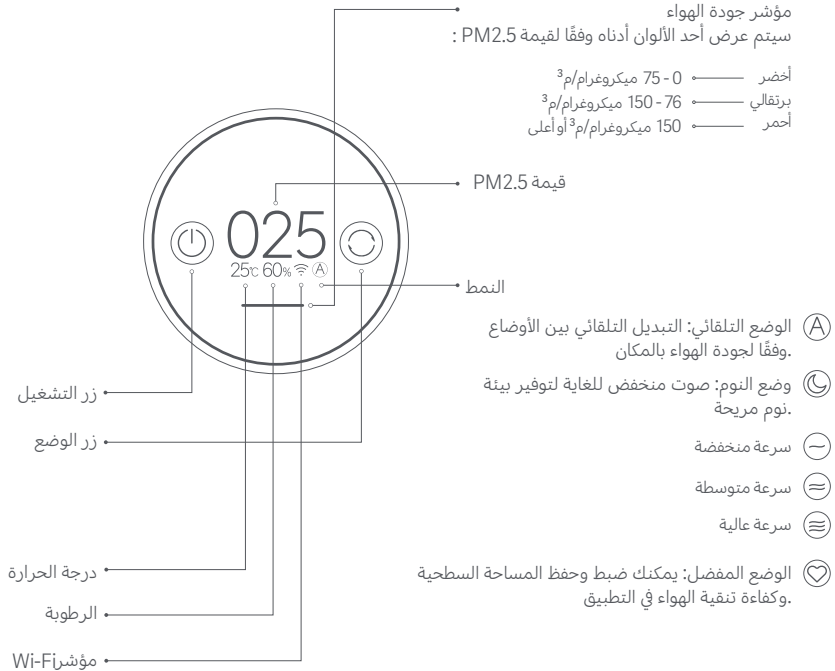 مؤشر جودة الهواء
سيتم عرض أحد الألوان أدناه وفقًا لقيمة PM2.5 :
أخضر 0 - 75 ميكروغرام/م³
برتقالي 76 - 150 ميكروغرام/م³
أحمر 150 ميكروغرام/م³ أو أعلى
قيمة PM2.5
025
25℃ 60% A
النمط
A الوضع التلقائي: التبديل التلقائي بين الأوضاع
.وفقًا لجودة الهواء بالمكان
وضع النوم: صوت منخفض للغاية لتوفير بيئة
.نوم مريحة
سرعة منخفضة
سرعة متوسطة
سرعة عالية
الوضع المفضل: يمكنك ضبط وحفظ المساحة السطحية
.وكفاءة تنقية الهواء في التطبيق
زر التشغيل
زر الوضع
درجة الحرارة
الرطوبة
مؤشرWi-Fi